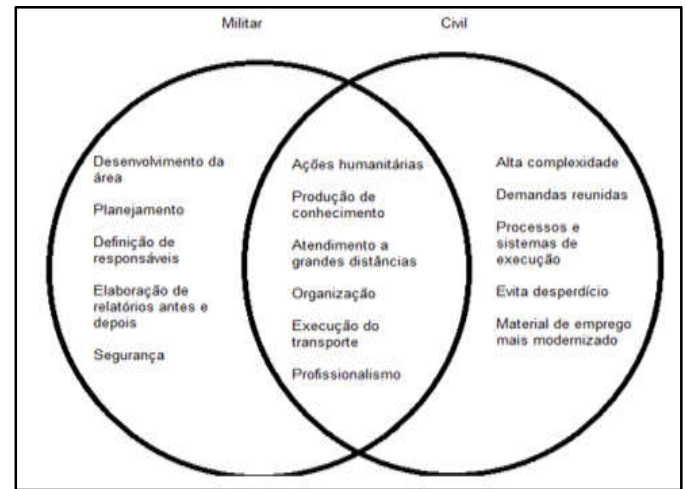 Militar
Civil
Desenvolvimento da
área
Planejamento
Definição de
responsáveis
Elaboração de
relatórios antes e
depois
Segurança
Ações humanitárias
Produção de
conhecimento
Atendimento a
grandes distâncias
Organização
Execução do
transporte
Profissionalismo
Alta complexidade
Demandas reunidas
Processos e
sistemas de
execução
Evita desperdício
Material de emprego
mais modernizado